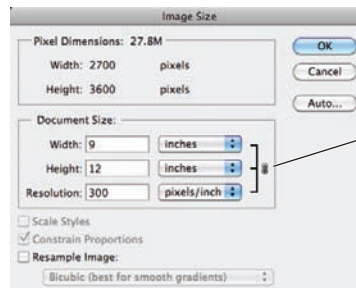 Image Size
Pixel Dimensions: 27.8M
OK
Width: 2700 pixels
Cancel
Height: 3600 pixels
Auto...
Document Size:
Width: 9 inches
Height: 12 inches
Resolution: 300 pixels/inch
Scale Styles
Constrain Proportions
Resample Image:
Bicubic (best for smooth gradients)